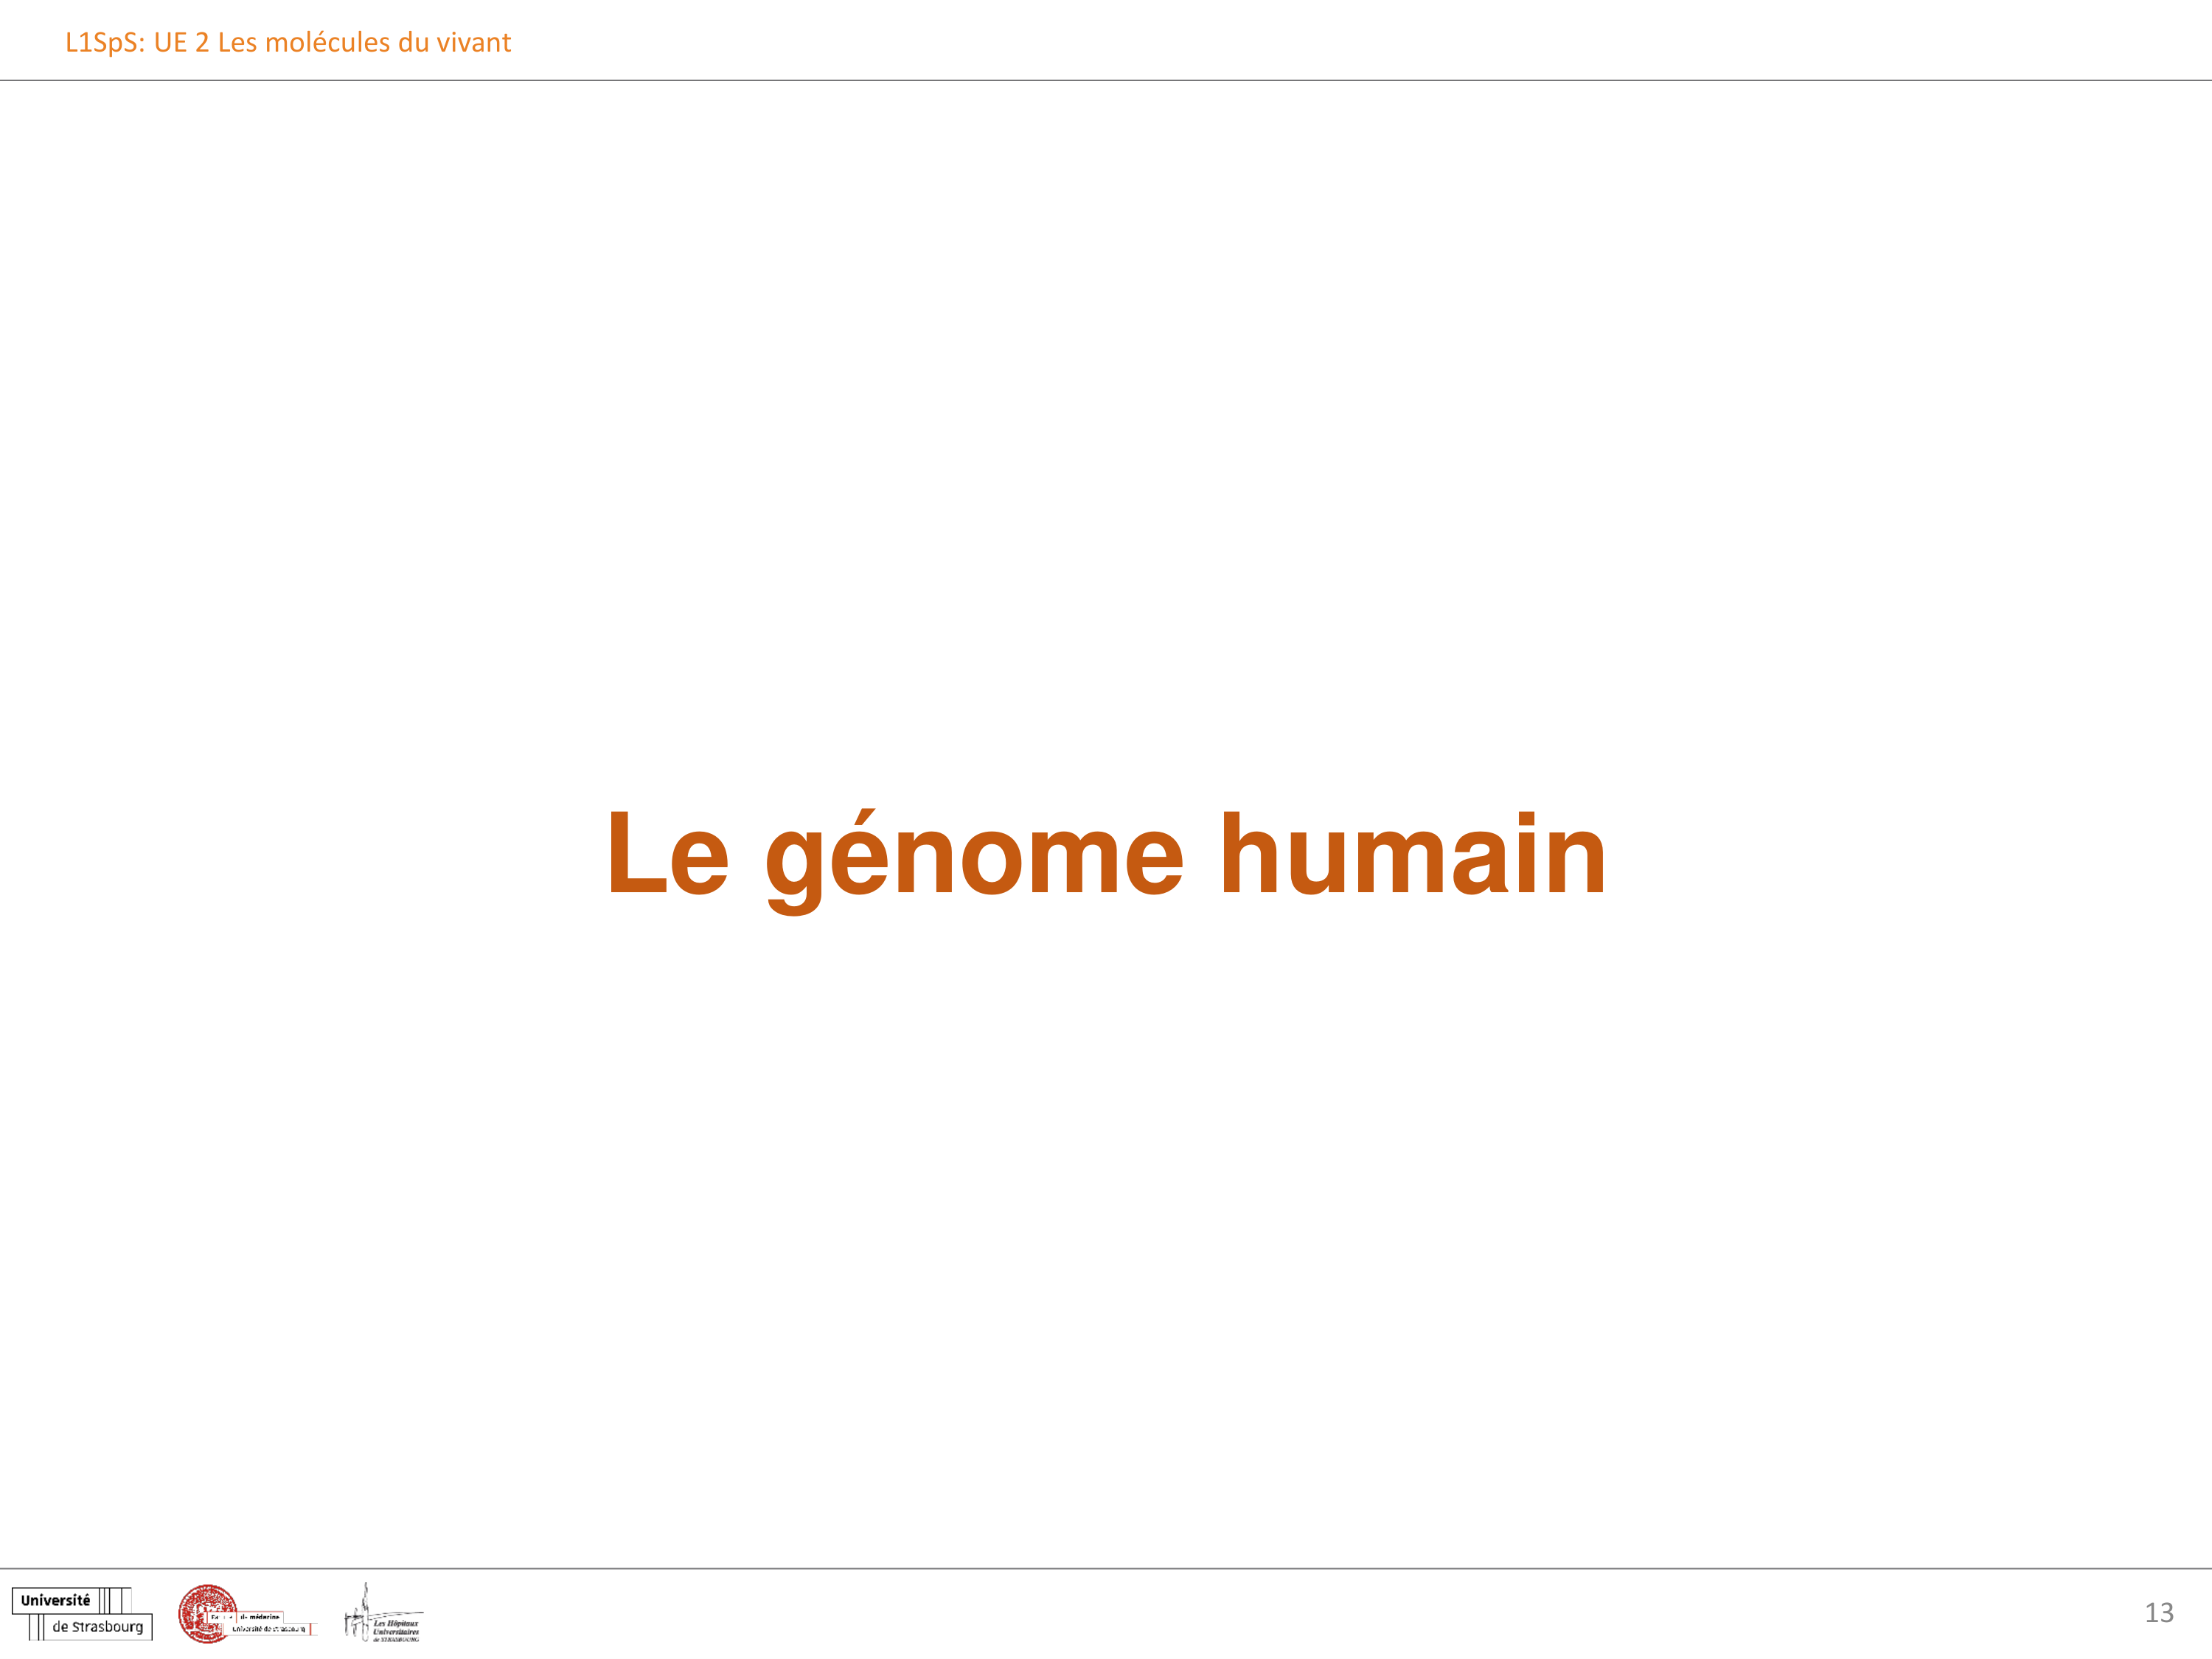 L1SpS: UE 2 Les molécules du vivant
Le génome humain
Université
de Strasbourg
de médecine
Université de Strasbourg
Les Hôpitaux
Universitaires
de STRASBOURG
13